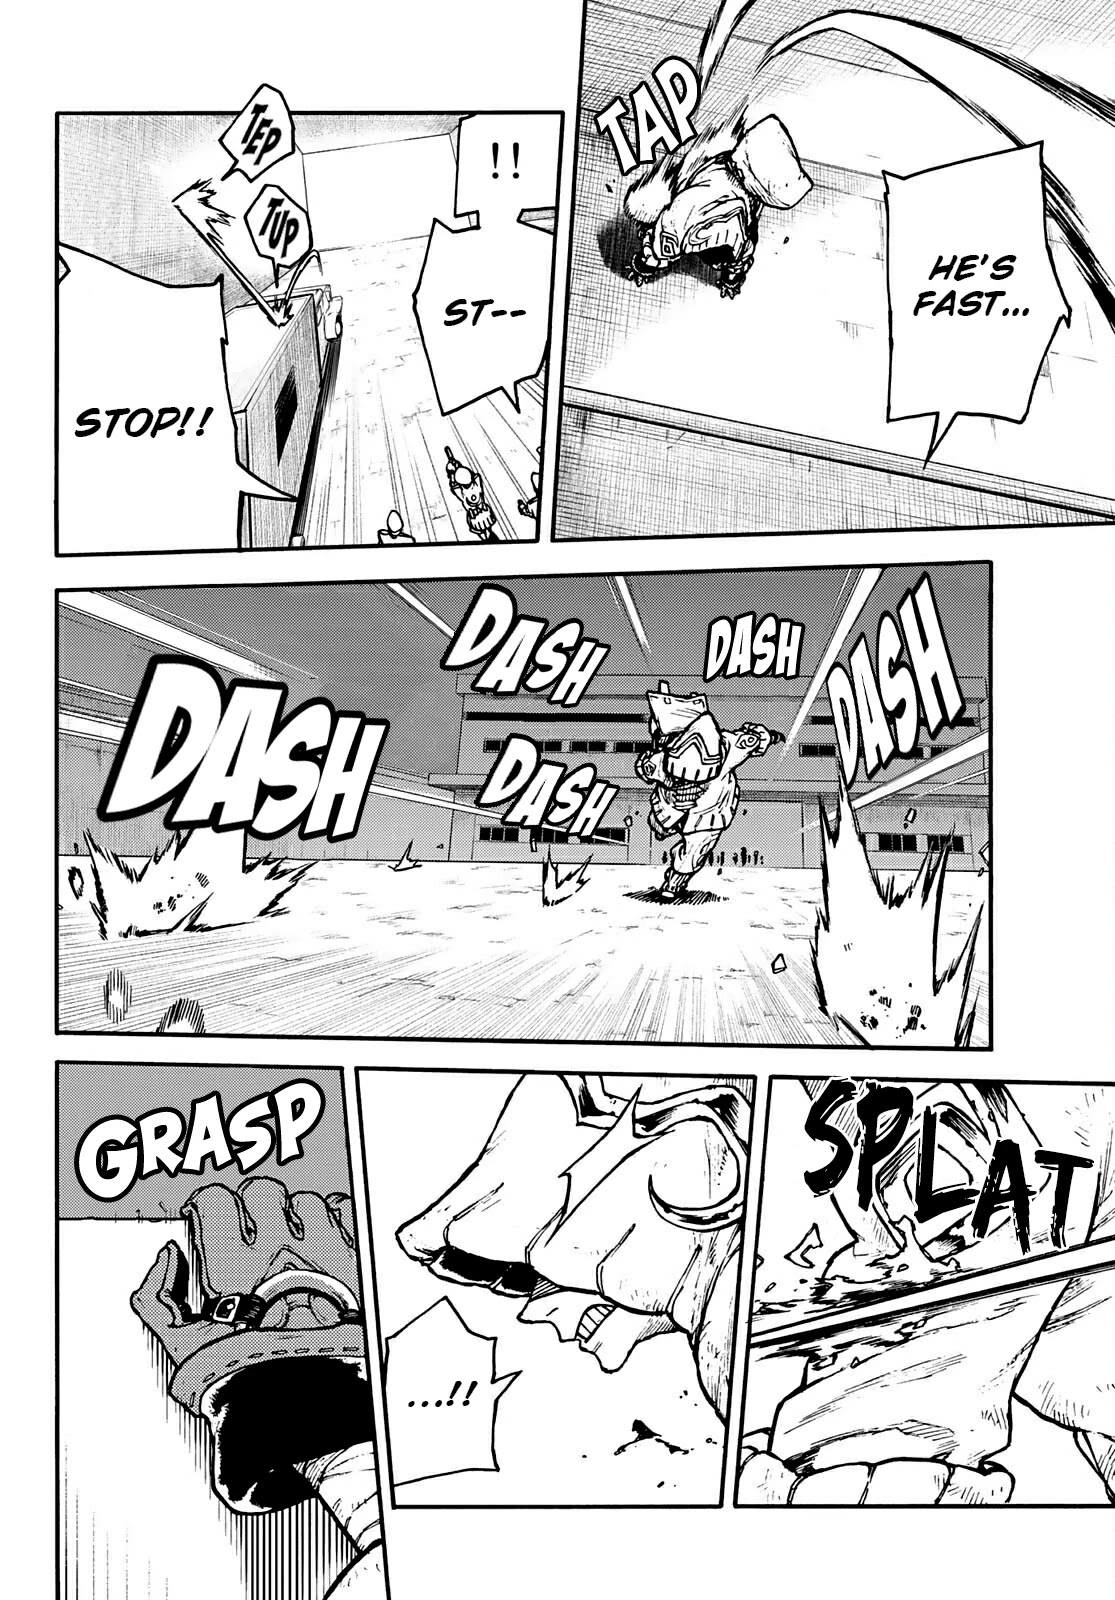 TAP
HE'S
FAST...
!!
ST--
TEP
TUP
STOP!!
DASH
DASH
DASH
DASH
DASH
SPLAT
...!!
GRASP